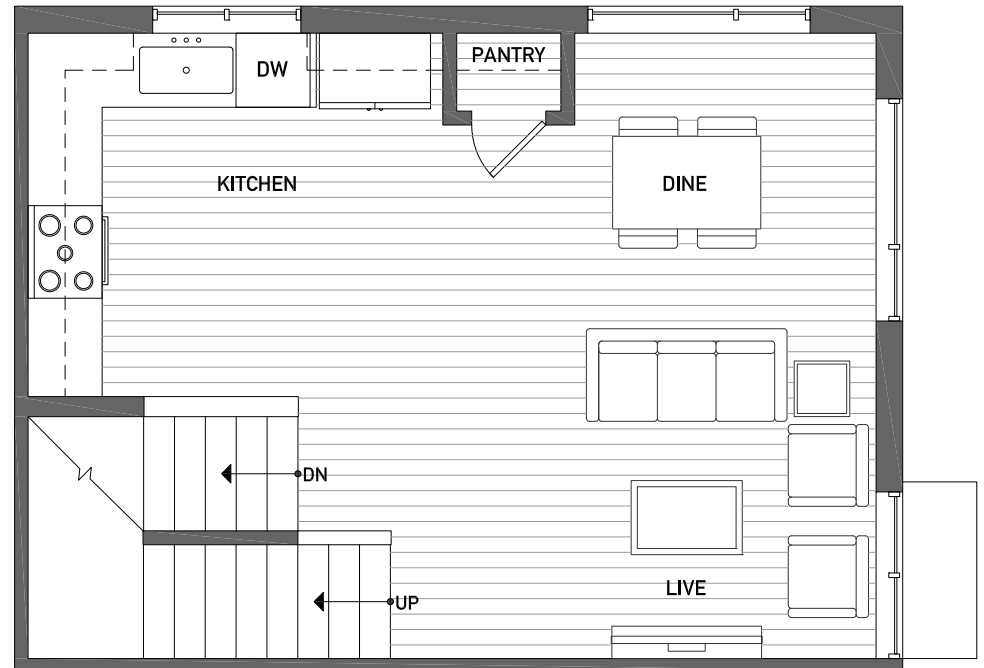 PANTRY
DW
KITCHEN
DINE
DN
LIVE
UP